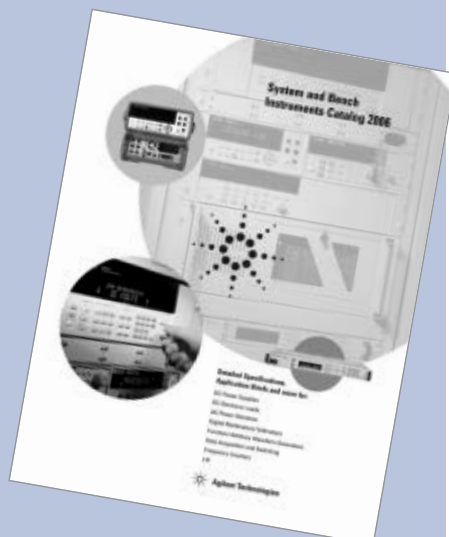 System and Bench
Instruments Catalog 2006
Detailed Specifications,
Application Briefs and more for:
DC Power Supplies
DC Electronic Loads
AC Power Sources
Digital Multimeters/Voltmeters
Function/Arbitrary Waveform Generators
Data Acquisition and Switching
Frequency Counters
Agilent Technologies